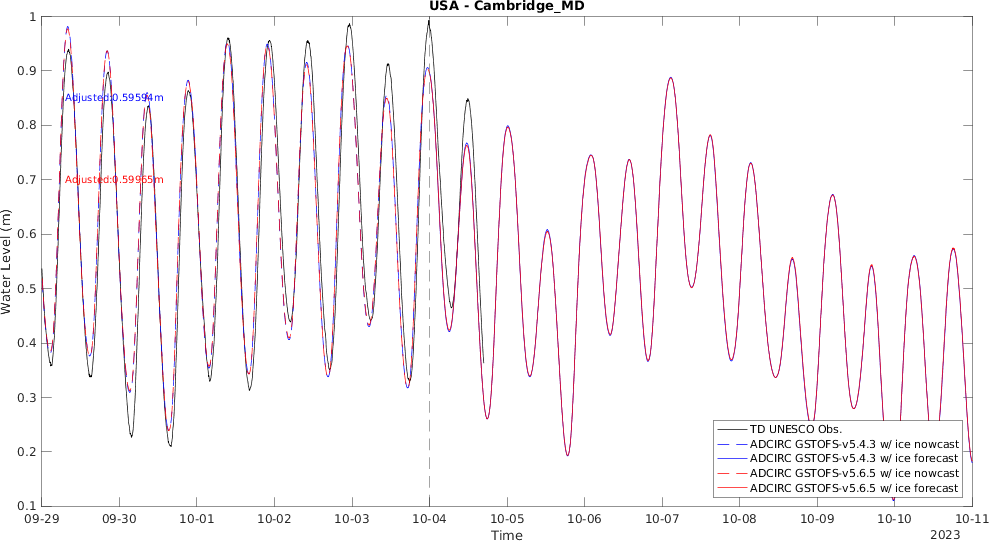 USA - Cambridge_MD
Water Level (m)
1
0.9
0.8
0.7
0.6
0.5
0.4
0.3
0.2
0.1
Adjusted:0.59594m
Adjusted:0.59965m
TD UNESCO Obs.
ADCIRC GSTOFS-v5.4.3 w/ ice nowcast
ADCIRC GSTOFS-v5.4.3 w/ ice forecast
ADCIRC GSTOFS-v5.6.5 w/ ice nowcast
ADCIRC GSTOFS-v5.6.5 w/ ice forecast
09-29 09-30 10-01 10-02 10-03 10-04 10-05 10-06 10-07 10-08 10-09 10-10 10-11
Time
2023